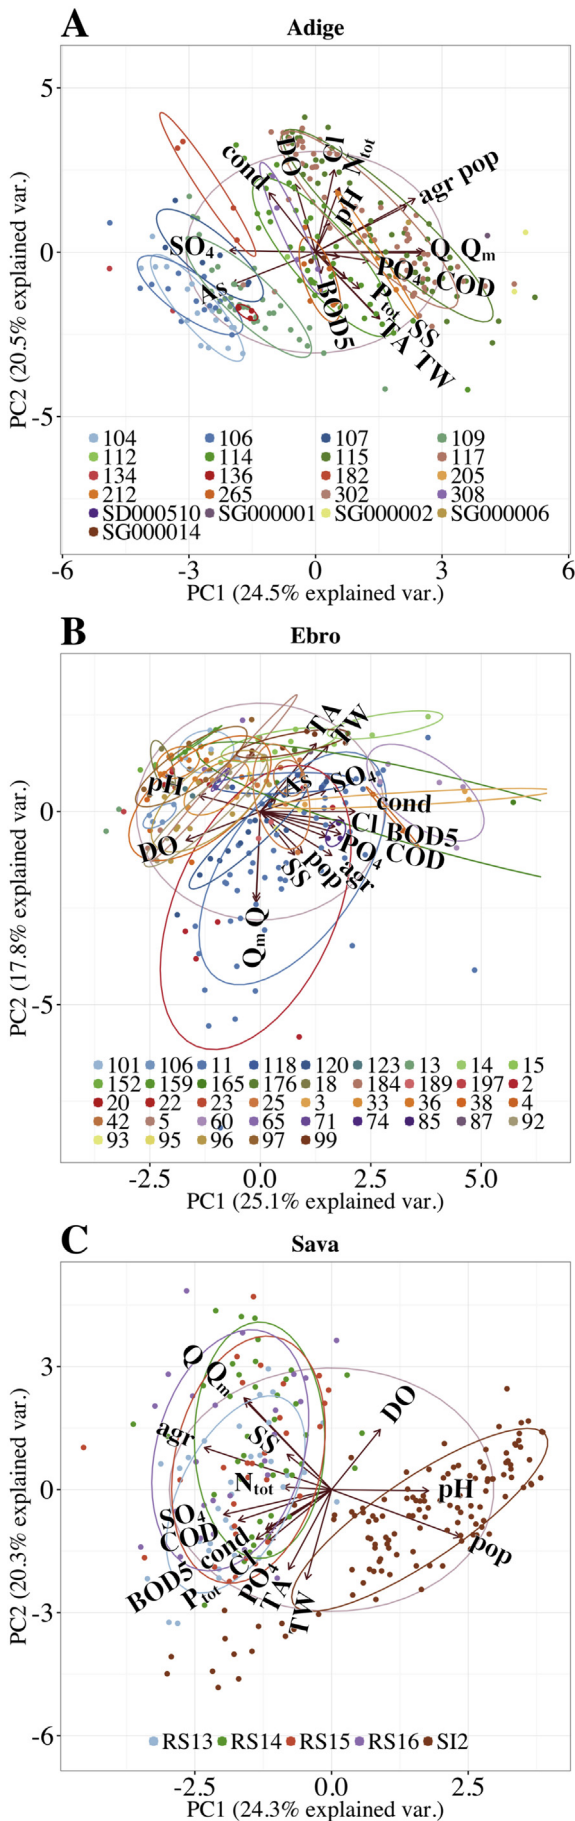 A
Adige
PC2 (20.5% explained var.)
5
0
-5
cond
DO
Cl
N tot
pH
agr pop
SO4
Q Qm
As
PO4 COD
BOD5
Ptot SS
TA TW
104 106 107 109
112 114 115 117
134 136 182 205
212 265 302 308
SD000510 SG000001 SG000002 SG000006
SG000014
-6 -3 0 3 6
PC1 (24.5% explained var.)
B
Ebro
PC2 (17.8% explained var.)
0
-5
TA
TW
pH
As
SO4
cond
Cl BOD5
DO
PO4 COD
SS
pop
agr
Qm Q
101 106 11 118 120 123 13 14 15
152 159 165 176 18 184 189 197 2
20 22 23 25 3 33 36 38 4
42 5 60 65 71 74 85 87 92
93 95 96 97 99
-2.5 0.0 2.5 5.0
PC1 (25.1% explained var.)
C
Sava
PC2 (20.3% explained var.)
3
0
-3
-6
Q Qm
DO
agr
SS
Ntot
pH
SO4
COD
cond
pop
BOD5
Ptot
Cl
PO4
TA
TW
RS13 RS14 RS15 RS16 SI2
-2.5 0.0 2.5
PC1 (24.3% explained var.)